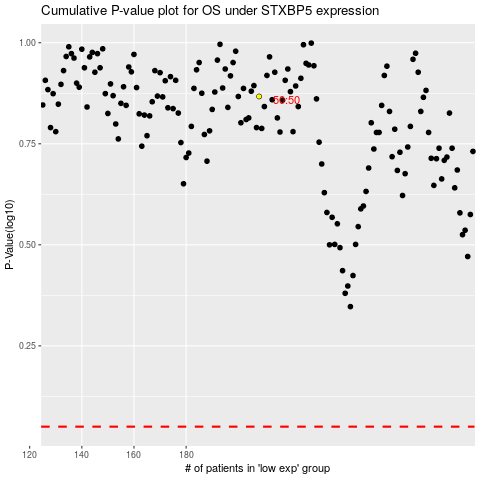 Cumulative P-value plot for OS under STXBP5 expression
P-Value(log10)
1.00
0.75
0.50
0.25
50:50
120 140 160 180
# of patients in 'low exp' group